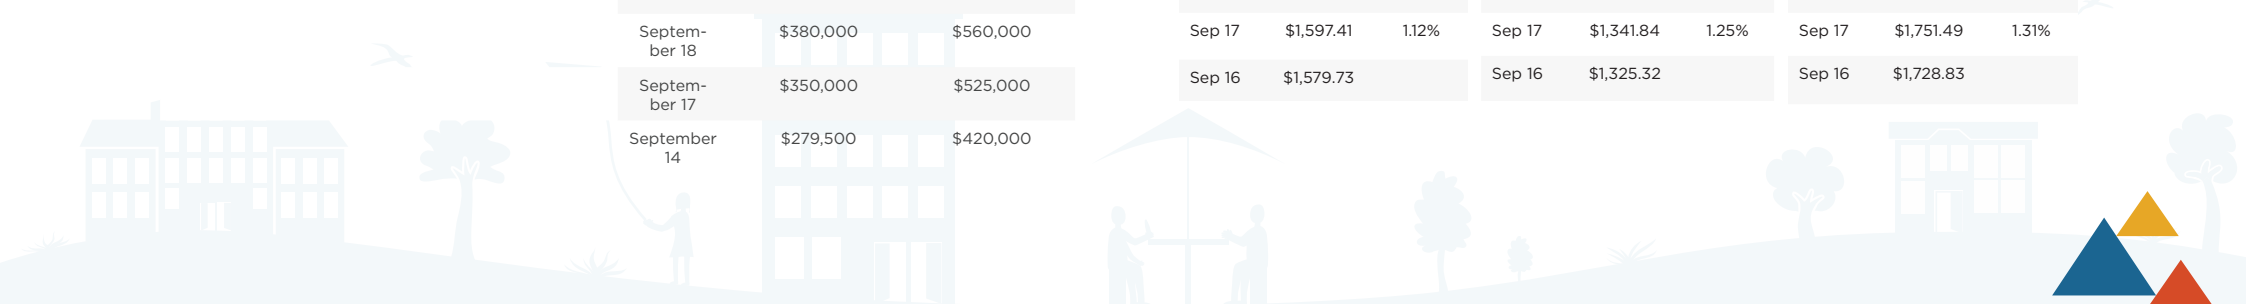 Septem-
ber 18 $380,000 $560,000
Septem-
ber 17 $350,000 $525,000
September
14 $279,500 $420,000
Sep 17 $1,597.41 1.12%
Sep 16 $1,579.73
Sep 17 $1,341.84 1.25%
Sep 16 $1,325.32
Sep 17 $1,751.49 1.31%
Sep 16 $1,728.83